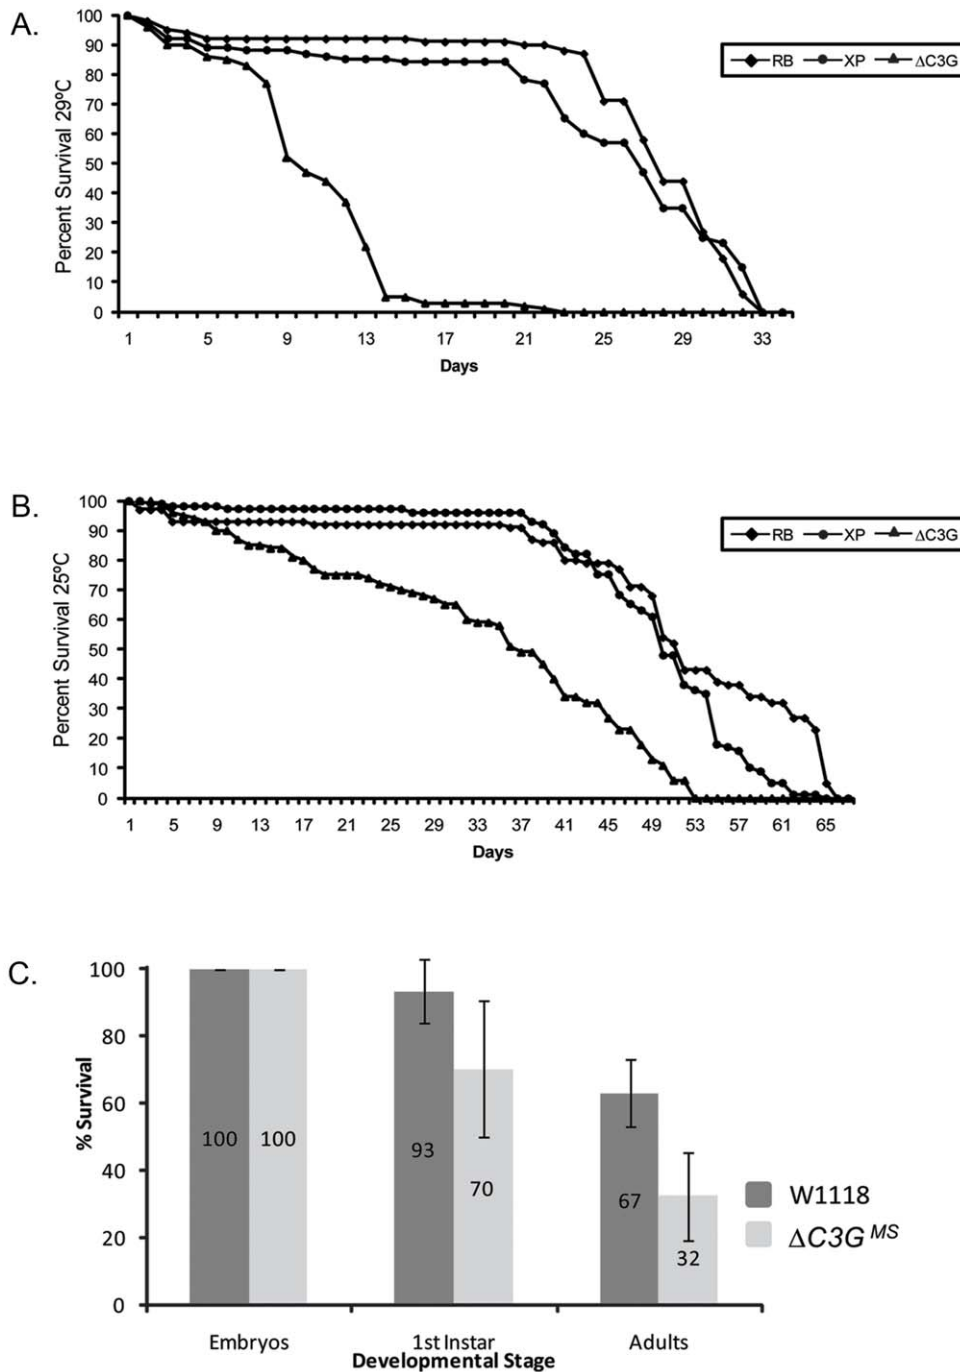 A.
Percent Survival 29ºC
100
90
80
70
60
50
40
30
20
10
0
1 5 9 13 17 21 25 29 33
Days
RB XP ΔC3G
B.
Percent Survival 25ºC
100
90
80
70
60
50
40
30
20
10
0
1 5 9 13 17 21 25 29 33 37 41 45 49 53 57 61 65
Days
RB XP ΔC3G
C.
% Survival
100
80
60
40
20
0
100 100 93 70 67 32
Embryos 1st Instar Adults
Developmental Stage
W1118
ΔC3G MS